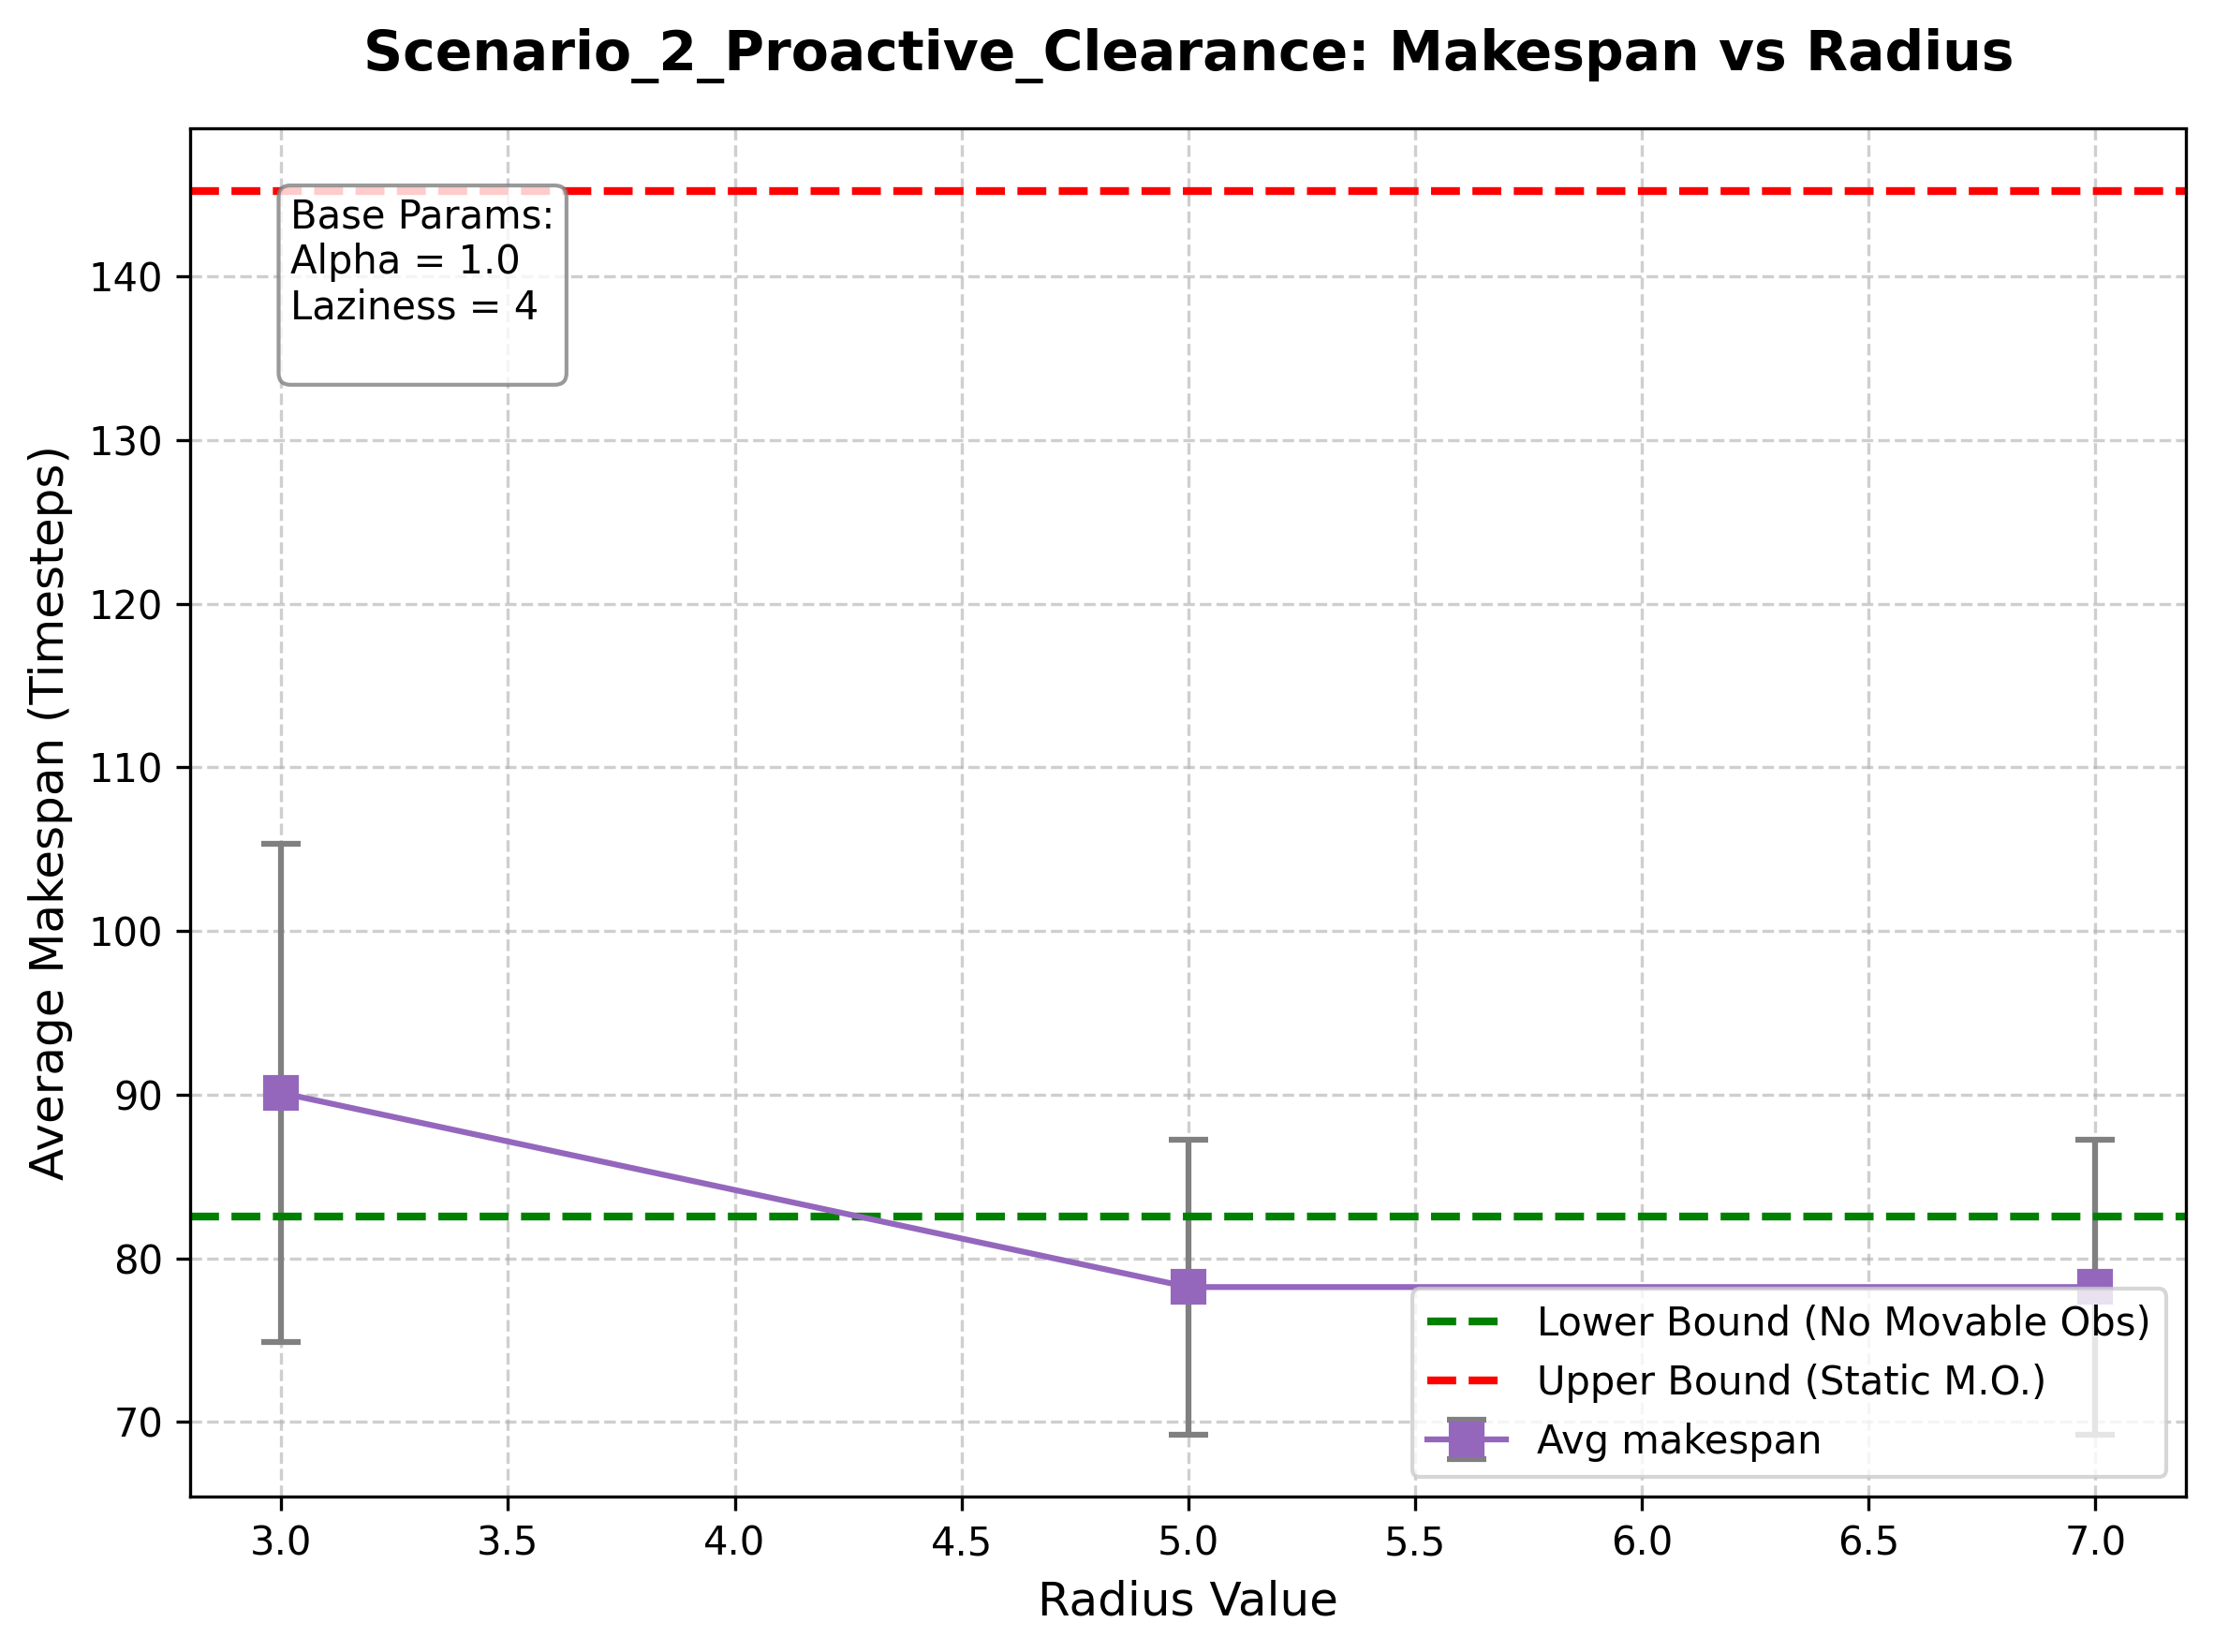 Scenario_2_Proactive_Clearance: Makespan vs Radius
Base Params:
Alpha = 1.0
Laziness = 4
140
130
120
110
100
90
80
70
Average Makespan (Timesteps)
Lower Bound (No Movable Obs)
Upper Bound (Static M.O.)
Avg makespan
3.0 3.5 4.0 4.5 5.0 5.5 6.0 6.5 7.0
Radius Value